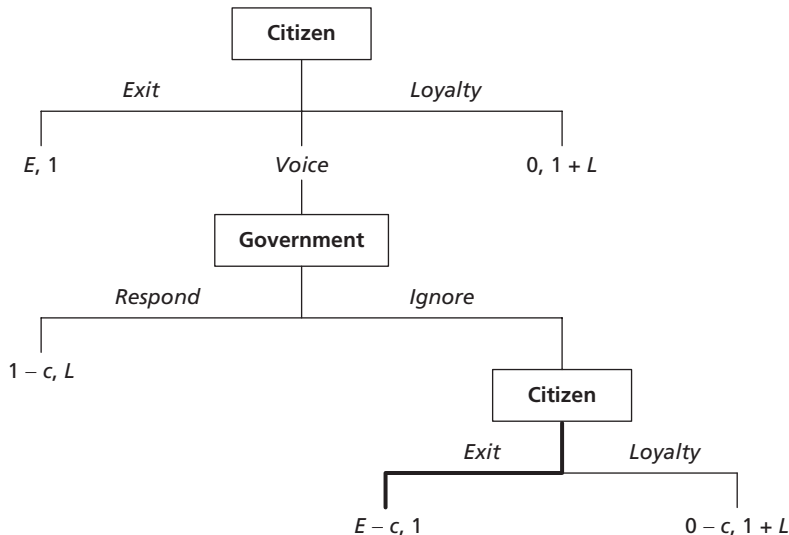 Citizen
Exit
Loyalty
E, 1
Voice
0, 1 + L
Government
Respond
Ignore
1 – c, L
Citizen
Exit
Loyalty
E – c, 1
0 – c, 1 + L